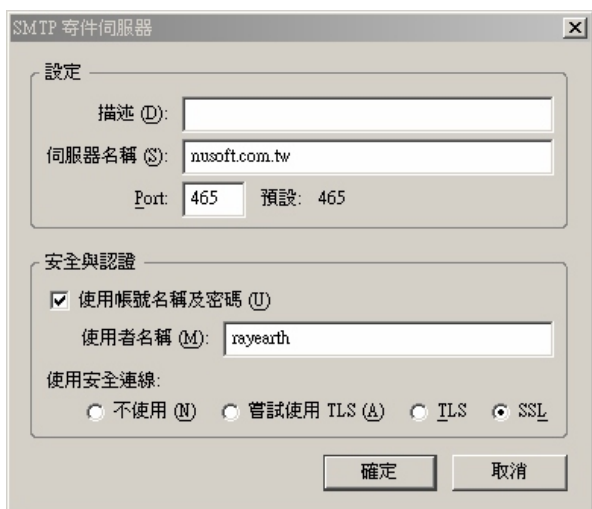 SMTP 寄件伺服器
設定
描述 (D):
伺服器名稱 (S): nusoft.com.tw
Port: 465 預設: 465
安全與認證
使用帳號名稱及密碼 (U)
使用者名稱 (M): rayearth
使用安全連線:
不使用 (N) 嘗試使用 TLS (A) TLS SSL
確定 取消